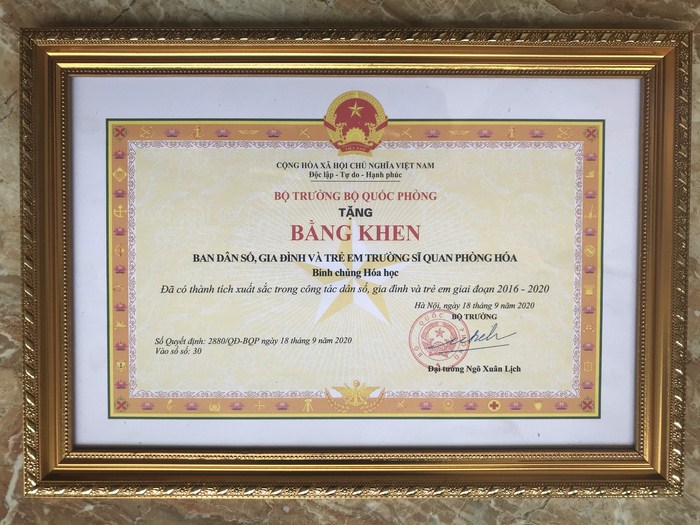 CỘNG HÒA XÃ HỘI CHỦ NGHĨA VIỆT NAM
Độc lập - Tự do - Hạnh phúc
BỘ TRƯỞNG BỘ QUỐC PHÒNG
TẶNG
BẰNG KHEN
BAN DÂN SỐ, GIA ĐÌNH VÀ TRẺ EM TRƯỜNG SĨ QUAN PHÒNG HÓA
Binh chủng Hóa học
Đã có thành tích xuất sắc trong công tác dân số, gia đình và trẻ em giai đoạn 2016 - 2020
Hà Nội, ngày 18 tháng 9 năm 2020
BỘ TRƯỞNG
Số Quyết định: 2880/QĐ-BQP ngày 18 tháng 9 năm 2020
Vào sổ số: 30
Đại tướng Ngô Xuân Lịch